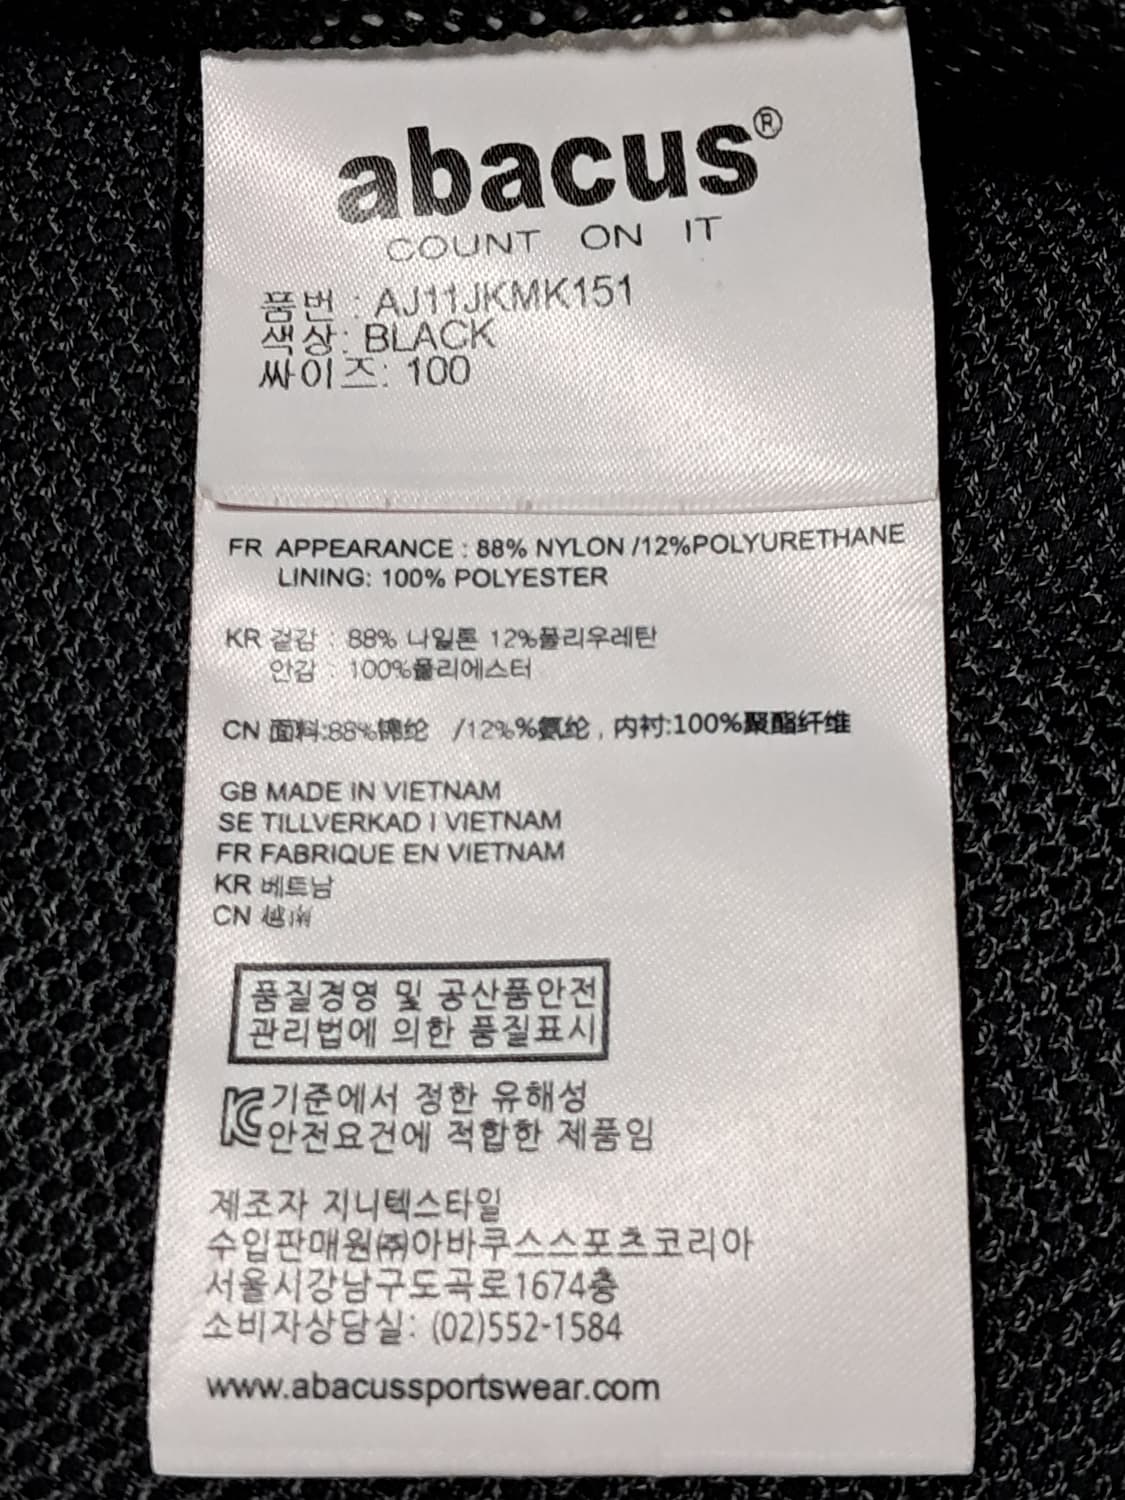 abacus®
COUNT ON IT
품번 : AJ11JKMK151
색상: BLACK
싸이즈: 100
FR APPEARANCE : 88% NYLON /12%POLYURETHANE
LINING: 100% POLYESTER
KR 겉감 : 88% 나일론 12%폴리우레탄
안감 : 100%폴리에스터
CN 面料:88%锦纶 /12%%氨纶 , 内衬:100%聚酯纤维
GB MADE IN VIETNAM
SE TILLVERKAD I VIETNAM
FR FABRIQUE EN VIETNAM
KR 베트남
CN 越南
품질경영 및 공산품안전
관리법에 의한 품질표시
KC 기준에서 정한 유해성
안전요건에 적합한 제품임
제조자 지니텍스타일
수입판매원㈜아바쿠스스포츠코리아
서울시강남구도곡로1674층
소비자상담실: (02)552-1584
www.abacussportswear.com